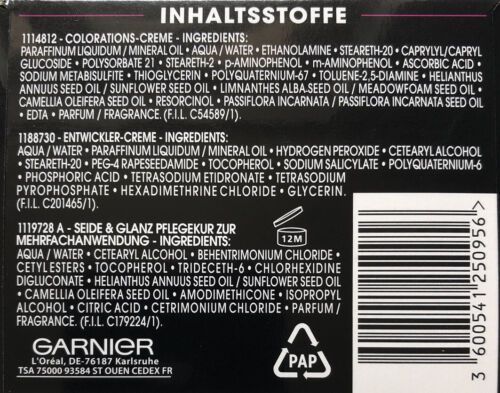 INHALTSSTOFFE
1114812 - COLORATIONS-CREME - INGREDIENTS:
PARAFFINUM LIQUIDUM / MINERAL OIL • AQUA / WATER • ETHANOLAMINE • STEARETH-20 • CAPRYLYL/CAPRYL
GLUCOSIDE • POLYSORBATE 21 • STEARETH-2 • p-AMINOPHENOL • m-AMINOPHENOL • ASCORBIC ACID •
SODIUM METABISULFITE • THIOGLYCERIN • POLYQUATERNIUM-67 • TOLUENE-2,5-DIAMINE • HELIANTHUS
ANNUUS SEED OIL / SUNFLOWER SEED OIL • LIMNANTHES ALBA-SEED OIL / MEADOWFOAM SEED OIL •
CAMELLIA OLEIFERA SEED OIL • RESORCINOL • PASSIFLORA INCARNATA / PASSIFLORA INCARNATA SEED OIL
• EDTA • PARFUM / FRAGRANCE. (F.I.L. C54589/1).
1188730 - ENTWICKLER-CREME - INGREDIENTS:
AQUA / WATER • PARAFFINUM LIQUIDUM / MINERAL OIL • HYDROGEN PEROXIDE • CETEARYL ALCOHOL
• STEARETH-20 • PEG-4 RAPESEEDAMIDE • TOCOPHEROL • SODIUM SALICYLATE • POLYQUATERNIUM-6
• PHOSPHORIC ACID • TETRASODIUM ETIDRONATE • TETRASODIUM
PYROPHOSPHATE • HEXADIMETHRINE CHLORIDE • GLYCERIN.
(F.I.L. C201465/1).
1119728 A - SEIDE & GLANZ PFLEGEKUR ZUR
MEHRFACHANWENDUNG - INGREDIENTS:
AQUA / WATER • CETEARYL ALCOHOL • BEHENTRIMONIUM CHLORIDE •
CETYL ESTERS • TOCOPHEROL • TRIDECETH-6 • CHLORHEXIDINE
DIGLUCONATE • HELIANTHUS ANNUUS SEED OIL / SUNFLOWER SEED OIL
• CAMELLIA OLEIFERA SEED OIL • AMODIMETHICONE • ISOPROPYL
ALCOHOL • CITRIC ACID • CETRIMONIUM CHLORIDE • PARFUM /
FRAGRANCE. (F.I.L. C179224/1).
12M
GARNIER
L'Oréal, DE-76187 Karlsruhe
TSA 75000 93584 ST OUEN CEDEX FR
PAP
3 600541 250956 >